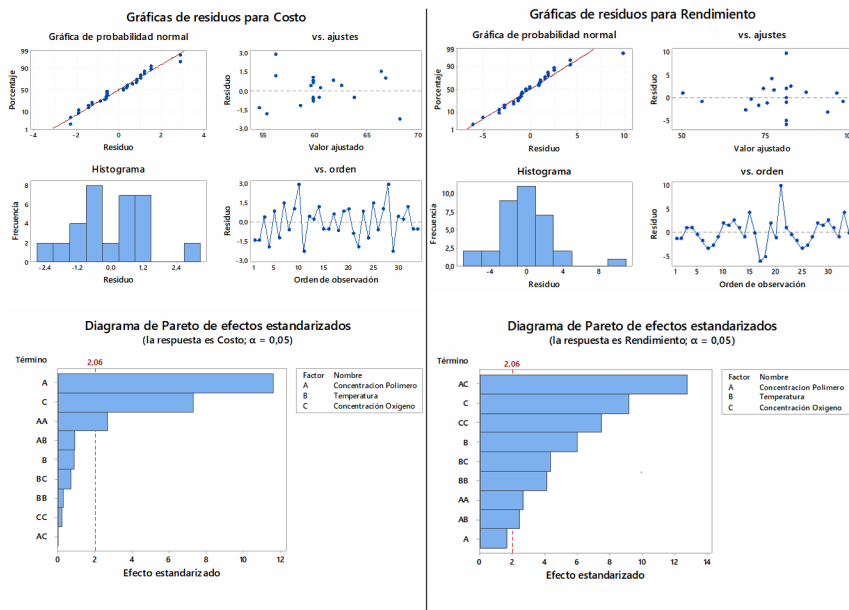 Gráficas de residuos para Costo
Gráfica de probabilidad normal
Porcentaje
99
90
50
10
1
-4
-2
0
2
4
Residuo
vs. ajustes
Residuo
3,0
1,5
0,0
-1,5
-3,0
55
60
65
70
Valor ajustado
Histograma
Frecuencia
8
6
4
2
0
-2,4
-1,2
0,0
1,2
2,4
Residuo
vs. orden
Residuo
3,0
1,5
0,0
-1,5
-3,0
1
5
10
15
20
25
30
Orden de observación
Gráficas de residuos para Rendimiento
Gráfica de probabilidad normal
Porcentaje
99
90
50
10
1
-5
0
5
10
Residuo
vs. ajustes
Residuo
10
5
0
-5
50
75
90
Valor ajustado
Histograma
Frecuencia
10,0
7,5
5,0
2,5
0,0
-4
0
4
8
Residuo
vs. orden
Residuo
10
5
0
-5
1
5
10
15
20
25
30
Orden de observación
Diagrama de Pareto de efectos estandarizados
(la respuesta es Costo; α = 0,05)
Término
2,06
A
C
AA
AB
B
BC
BB
CC
AC
0
2
4
6
8
10
12
Efecto estandarizado
Factor Nombre
A Concentracion Polimero
B Temperatura
C Concentración Oxigeno
Diagrama de Pareto de efectos estandarizados
(la respuesta es Rendimiento; α = 0,05)
Término
2,06
AC
C
CC
B
BC
BB
AA
AB
A
0
2
4
6
8
10
12
14
Efecto estandarizado
Factor Nombre
A Concentracion Polimero
B Temperatura
C Concentración Oxigeno